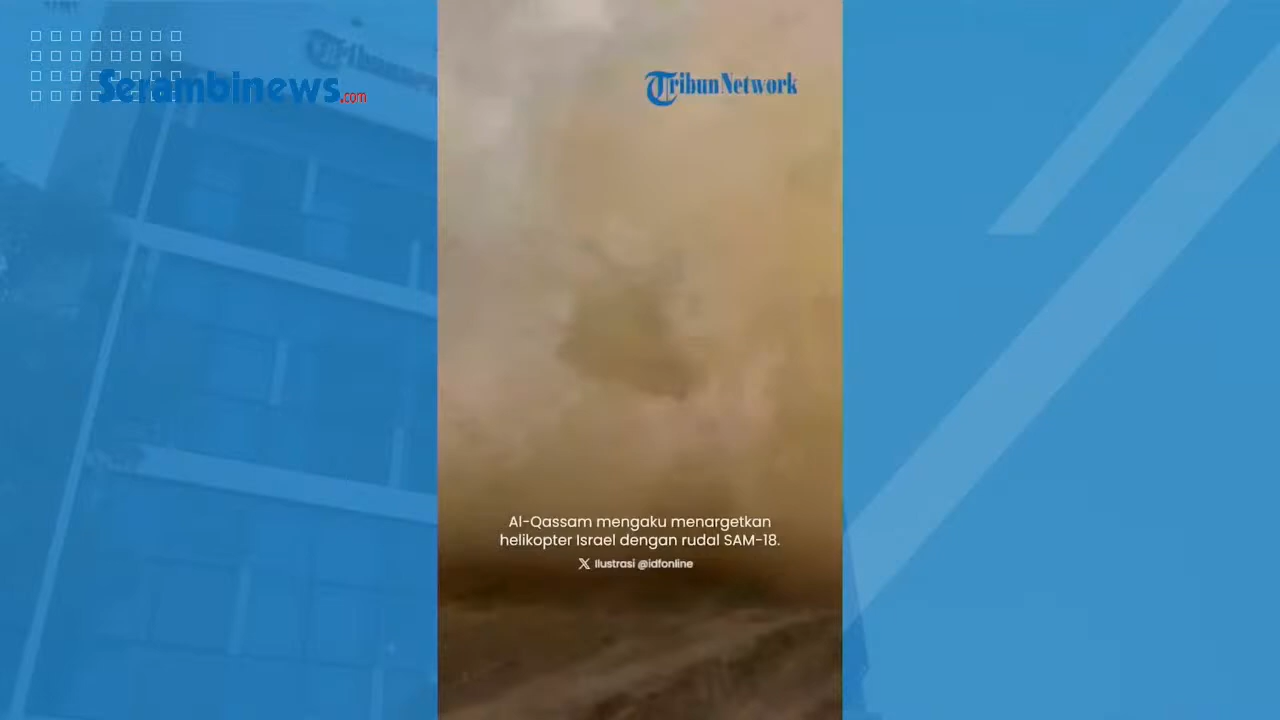 Serambinews.com
TribunNetwork
Al-Qassam mengaku menargetkan
helikopter Israel dengan rudal SAM-18.
X Ilustrasi @idfonline